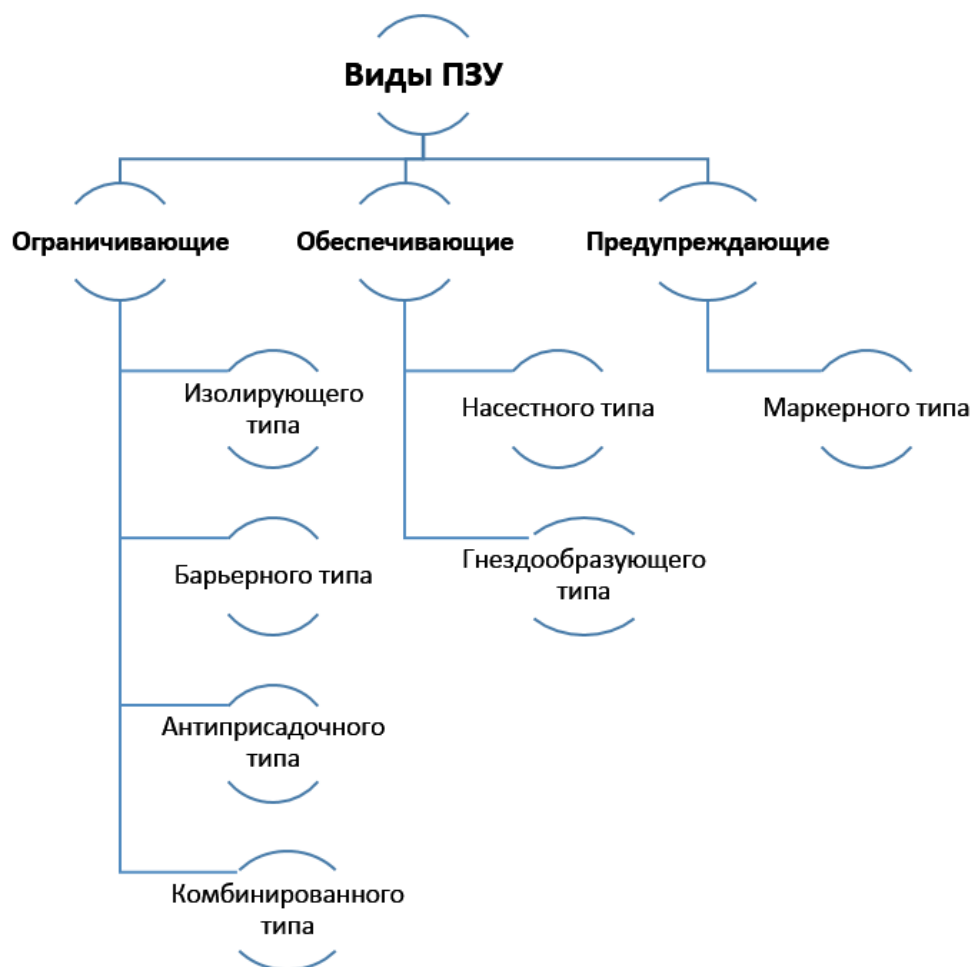 Виды ПЗУ
Ограничивающие
Обеспечивающие
Предупреждающие
Изолирующего
типа
Барьерного типа
Антиприсадочного
типа
Комбинированного
типа
Насестного типа
Гнездообразующего
типа
Маркерного типа